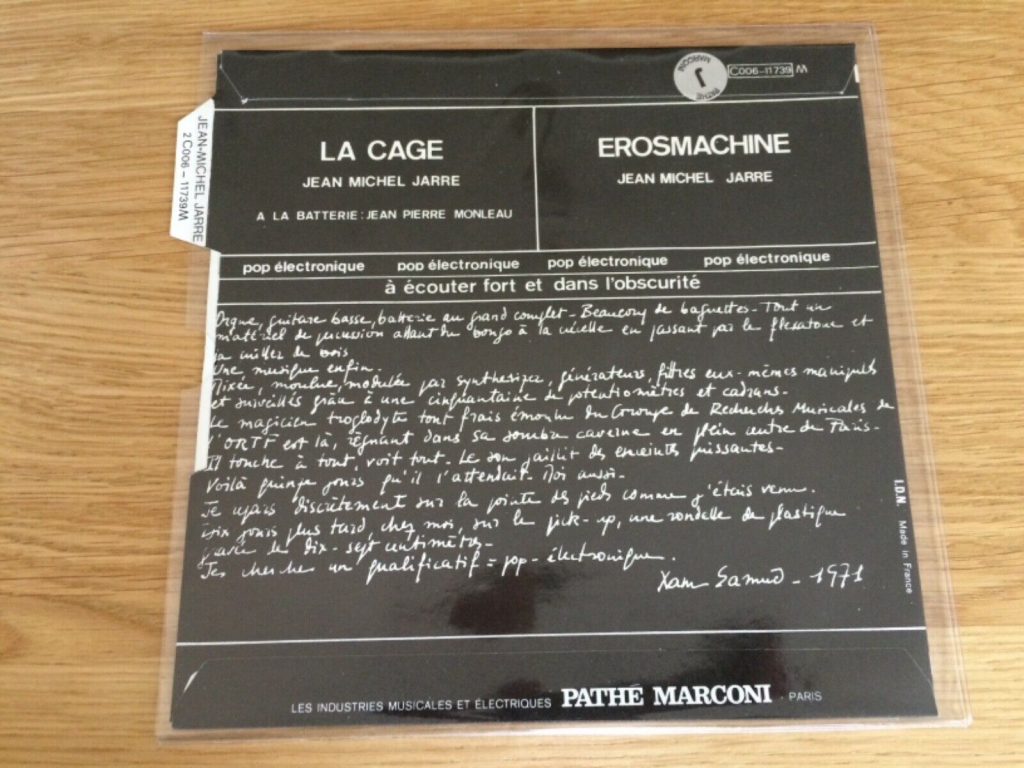 PATHE MARCONI
J
C006-11739 M
JEAN-MICHEL JARRE
2 C006 - 11739 M
LA CAGE
JEAN MICHEL JARRE
A LA BATTERIE: JEAN PIERRE MONLEAU
EROSMACHINE
JEAN MICHEL JARRE
pop électronique pop électronique pop électronique pop électronique
à écouter fort et dans l'obscurité
Orgue, guitare basse, batterie au grand complet - Beaucoup de baguettes - Tout un
matériel de percussion allant du bongo à la crécelle en passant par le flexatone et
la cuiller de bois
Une musique enfin.
Mixée, moulue, modulée par synthesizer, générateurs, filtres eux-mêmes maniqués
et surveillés grâce à une cinquantaine de potentiomètres et cadrans.
Le magicien troglodyte tout frais émoulu du Groupe de Recherches Musicales de
l'ORTF est là, régnant dans sa sombre caverne en plein centre de Paris.
Il touche à tout, voit tout. Le son jaillit des enceintes puissantes.
Voilà quinze jours qu'il l'attendait. Moi aussi.
Je repars discrètement sur la pointe des pieds comme j'étais venu.
Dix jours plus tard, chez moi, sur le pick-up, une rondelle de plastique
gravée de dix-sept centimètres.
Je cherche un qualificatif = pop-électronique.
1971
I.D.N. Made in France
LES INDUSTRIES MUSICALES ET ÉLECTRIQUES PATHÉ MARCONI - PARIS